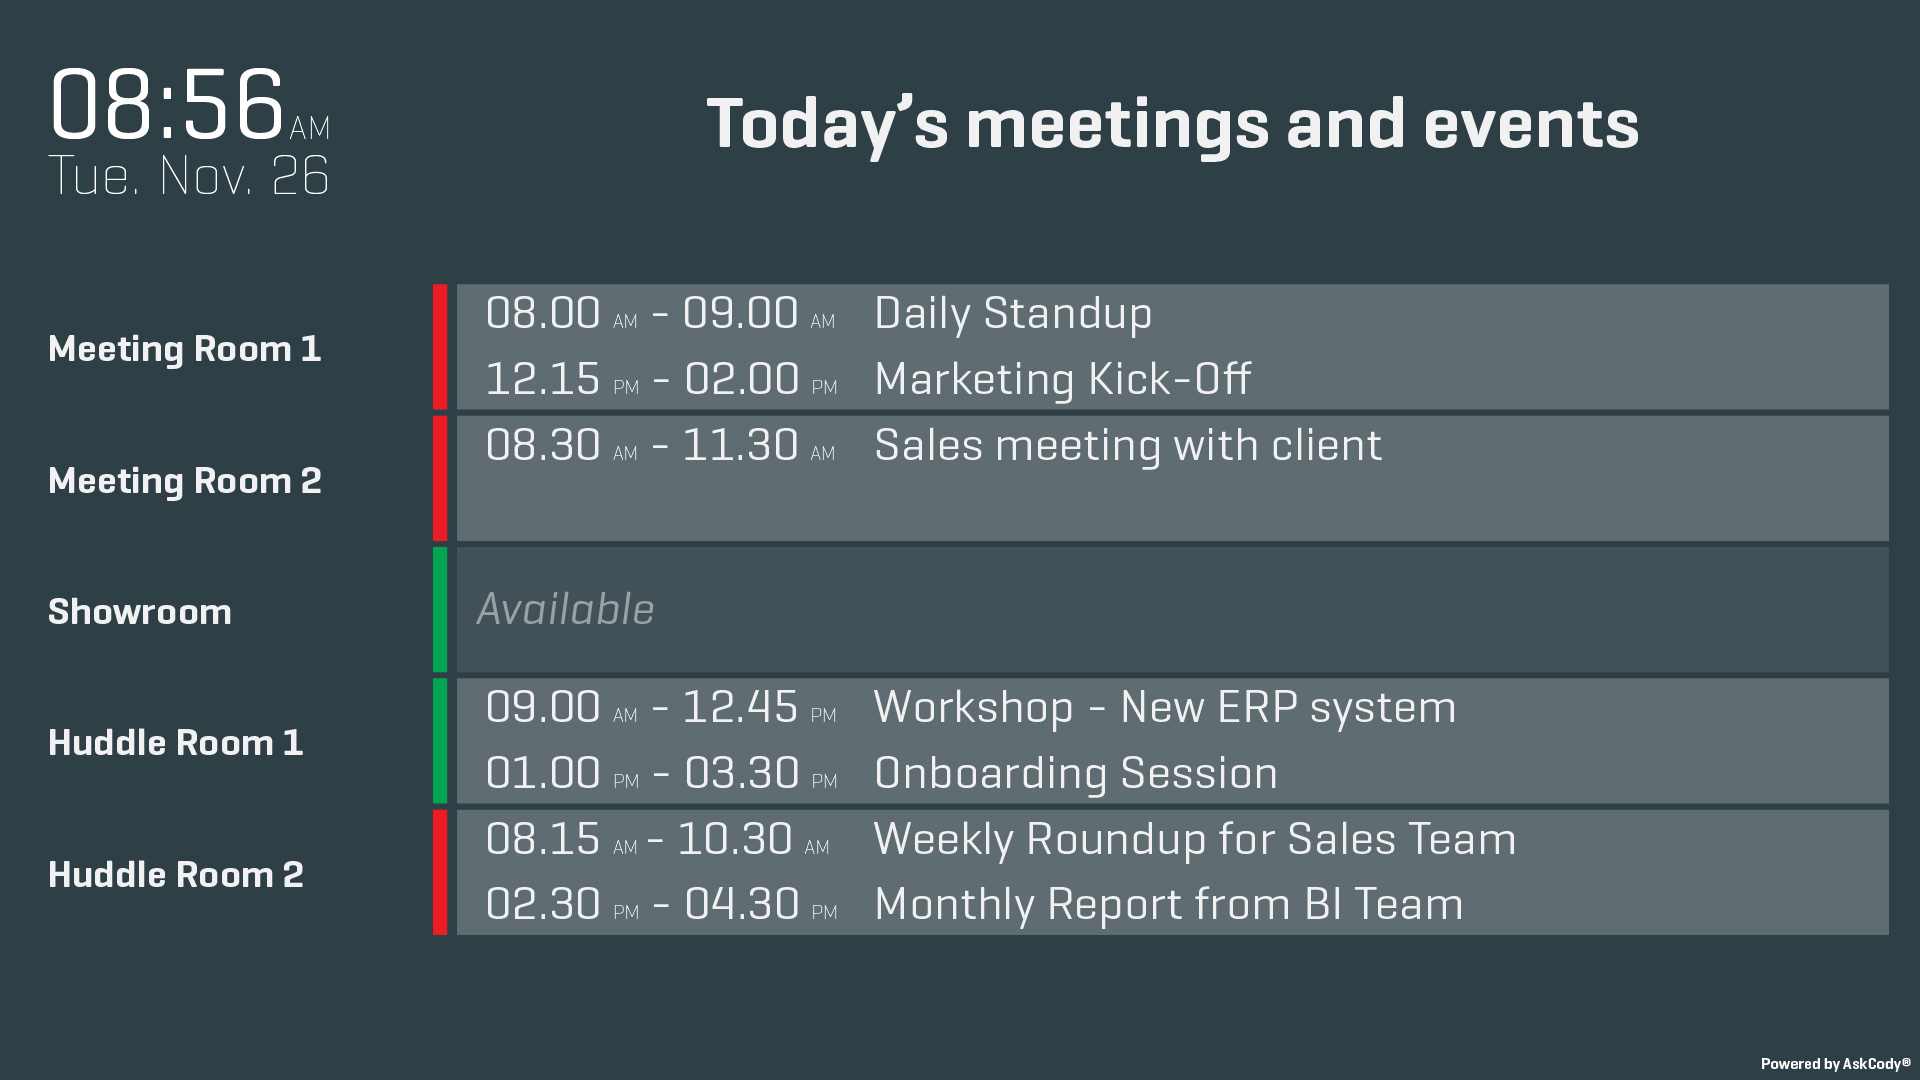 08:56 AM
Tue. Nov. 26
Today's meetings and events
Meeting Room 1
08.00 AM - 09.00 AM Daily Standup
12.15 PM - 02.00 PM Marketing Kick-Off
Meeting Room 2
08.30 AM - 11.30 AM Sales meeting with client
Showroom
Available
Huddle Room 1
09.00 AM - 12.45 PM Workshop - New ERP system
01.00 PM - 03.30 PM Onboarding Session
Huddle Room 2
08.15 AM - 10.30 AM Weekly Roundup for Sales Team
02.30 PM - 04.30 PM Monthly Report from BI Team
Powered by AskCody®